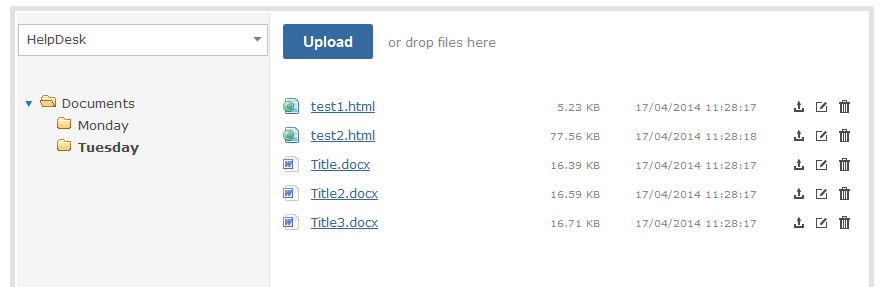 HelpDesk
Upload or drop files here
Documents
Monday
Tuesday
test1.html 5.23 KB 17/04/2014 11:28:17
test2.html 77.56 KB 17/04/2014 11:28:18
Title.docx 16.39 KB 17/04/2014 11:28:17
Title2.docx 16.59 KB 17/04/2014 11:28:17
Title3.docx 16.71 KB 17/04/2014 11:28:17